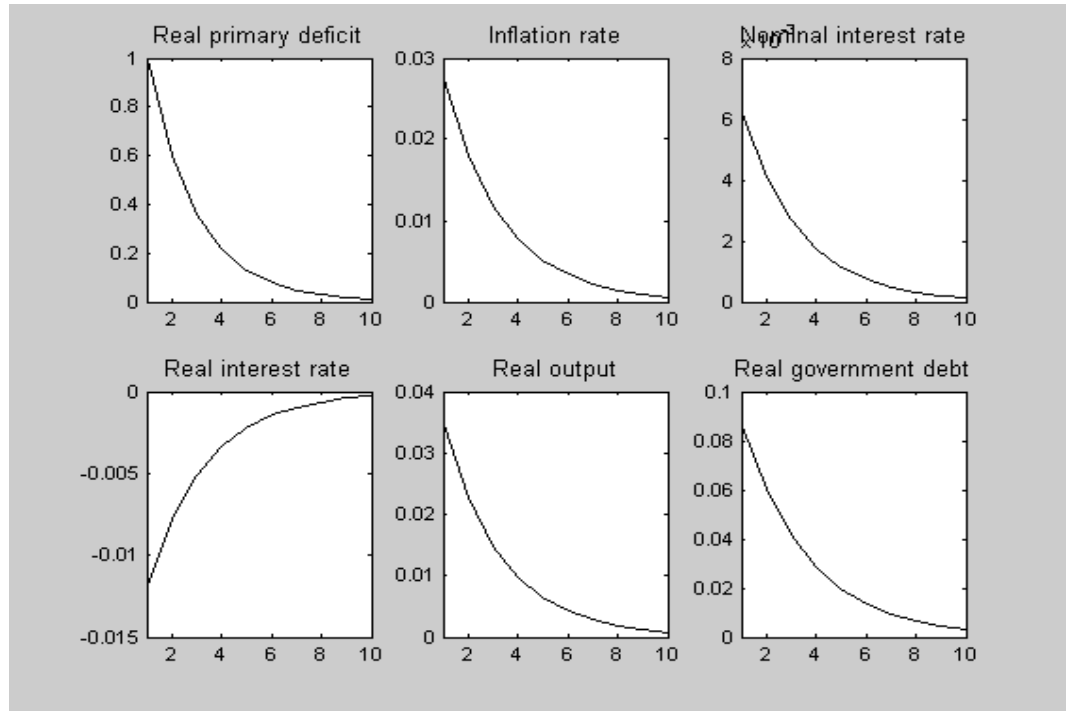 Real primary deficit
1
0.8
0.6
0.4
0.2
0
2 4 6 8 10
Inflation rate
0.03
0.02
0.01
0
2 4 6 8 10
Nominal interest rate
× 10⁻³
8
6
4
2
0
2 4 6 8 10
Real interest rate
0
-0.005
-0.01
-0.015
2 4 6 8 10
Real output
0.04
0.03
0.02
0.01
0
2 4 6 8 10
Real government debt
0.1
0.08
0.06
0.04
0.02
0
2 4 6 8 10